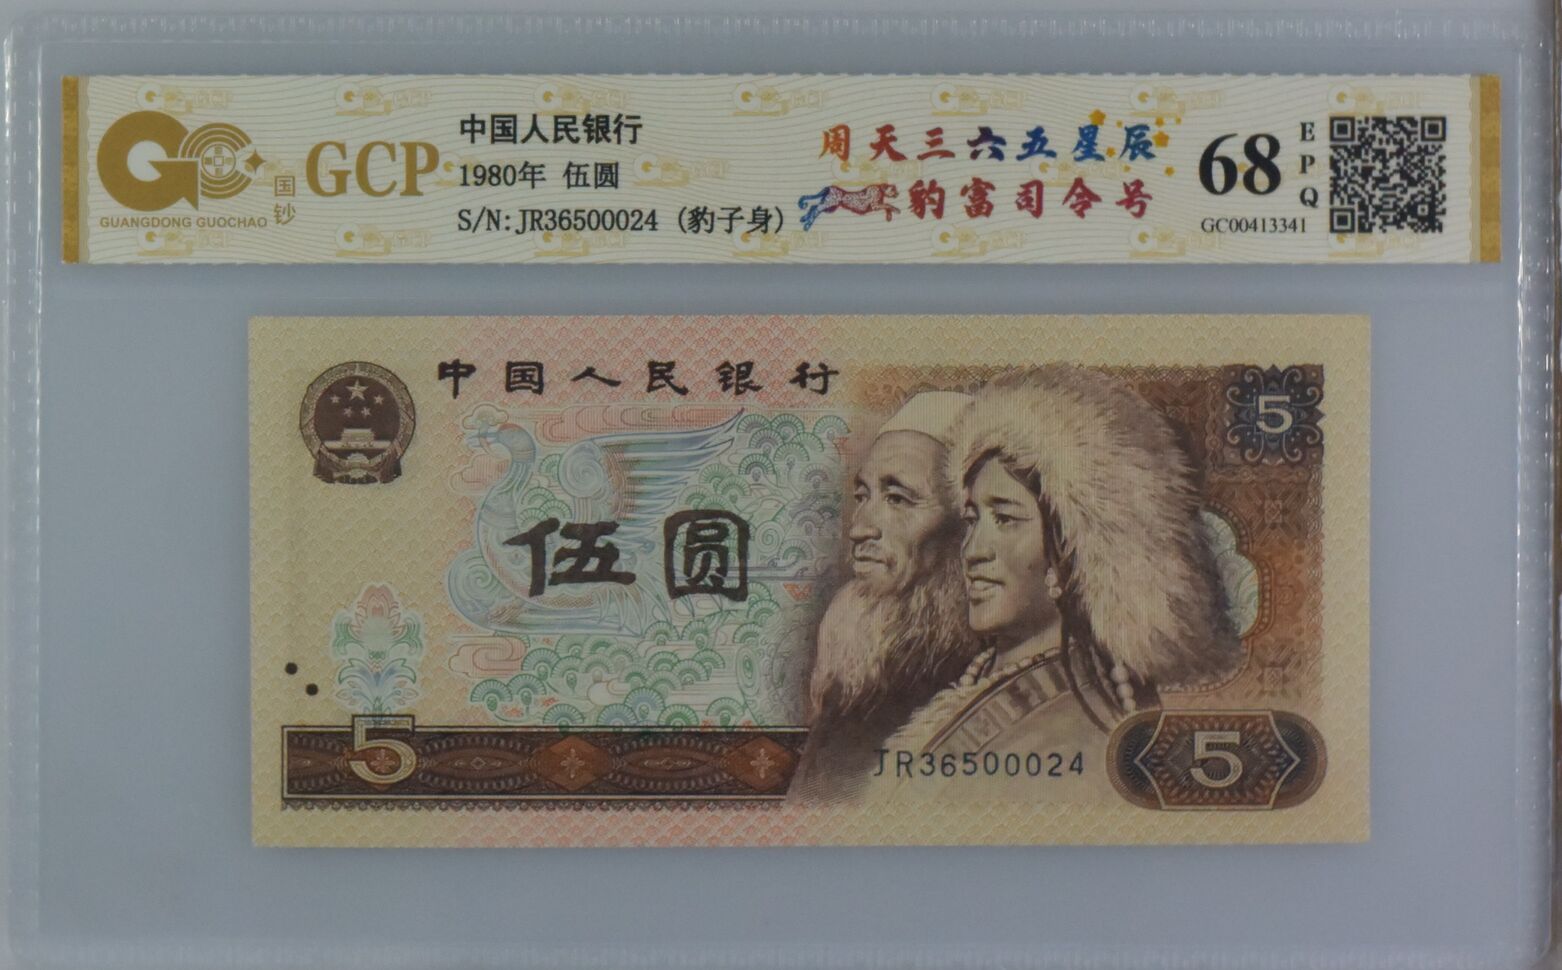 GCP
GUANGDONG GUOCHAO
国钞
中国人民银行
1980年 伍圆
S/N: JR36500024 (豹子身)
周天三六五星辰
豹富司令号
68
EPQ
GC00413341
中国人民银行
5
伍圆
5
JR36500024
5